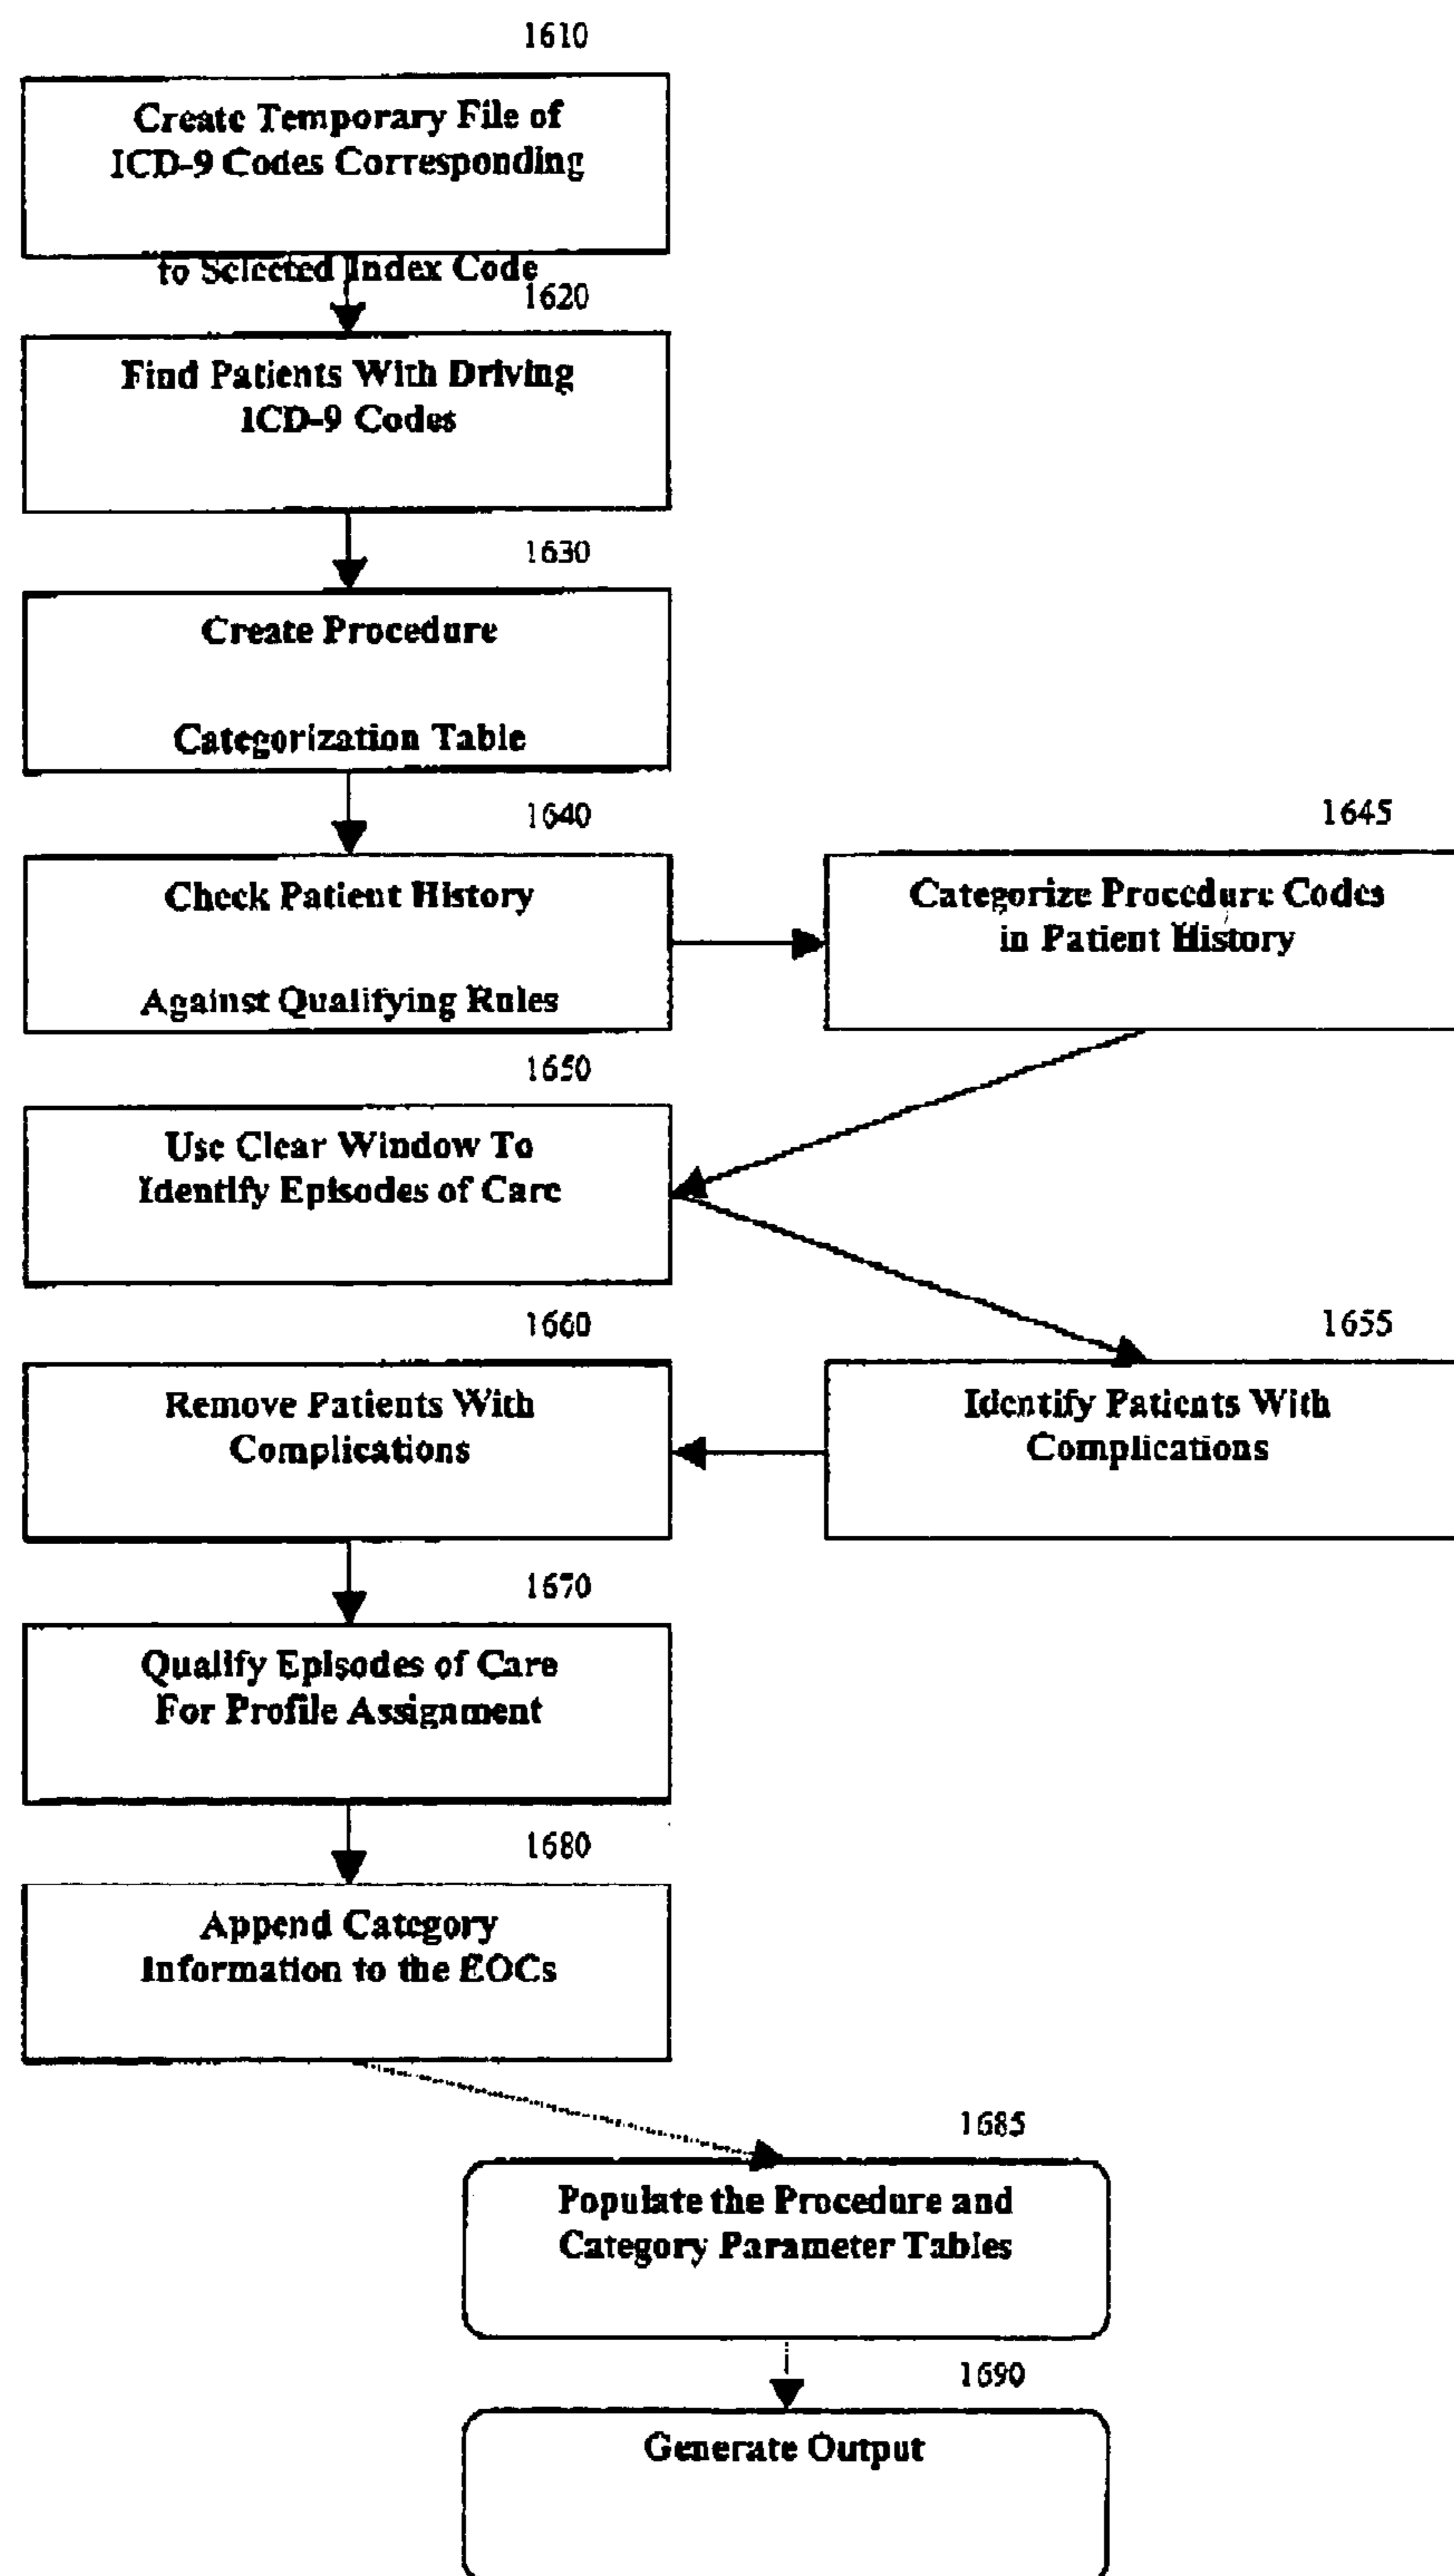 1610
Create Temporary File of
ICD-9 Codes Corresponding
to Selected Index Code
1620
Find Patients With Driving
ICD-9 Codes
1630
Create Procedure
Categorization Table
1640
Check Patient History
Against Qualifying Rules
1645
Categorize Procedure Codes
in Patient History
1650
Use Clear Window To
Identify Episodes of Care
1655
Identify Patients With
Complications
1660
Remove Patients With
Complications
1670
Qualify Episodes of Care
For Profile Assignment
1680
Append Category
Information to the EOCs
1685
Populate the Procedure and
Category Parameter Tables
1690
Generate Output